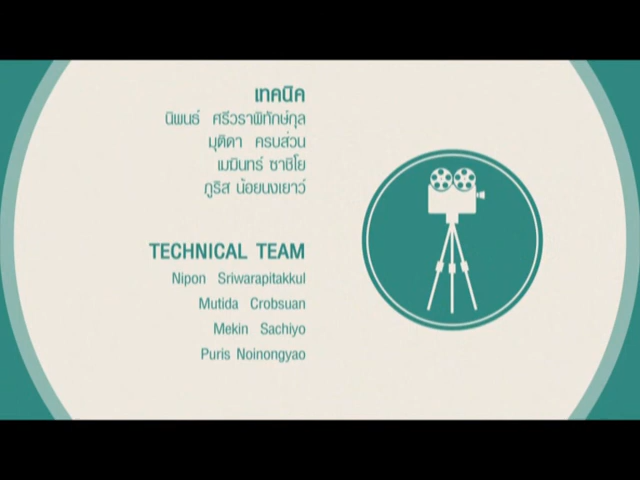 เทคนิค
นิพนธ์ ศรีวราพิทักษ์กุล
มุติดา ครบส่วน
เมฆินทร์ ซาชิโย
ภูริส น้อยนงเยาว์
TECHNICAL TEAM
Nipon Sriwarapitakkul
Mutida Crobsuan
Mekin Sachiyo
Puris Noinongyao